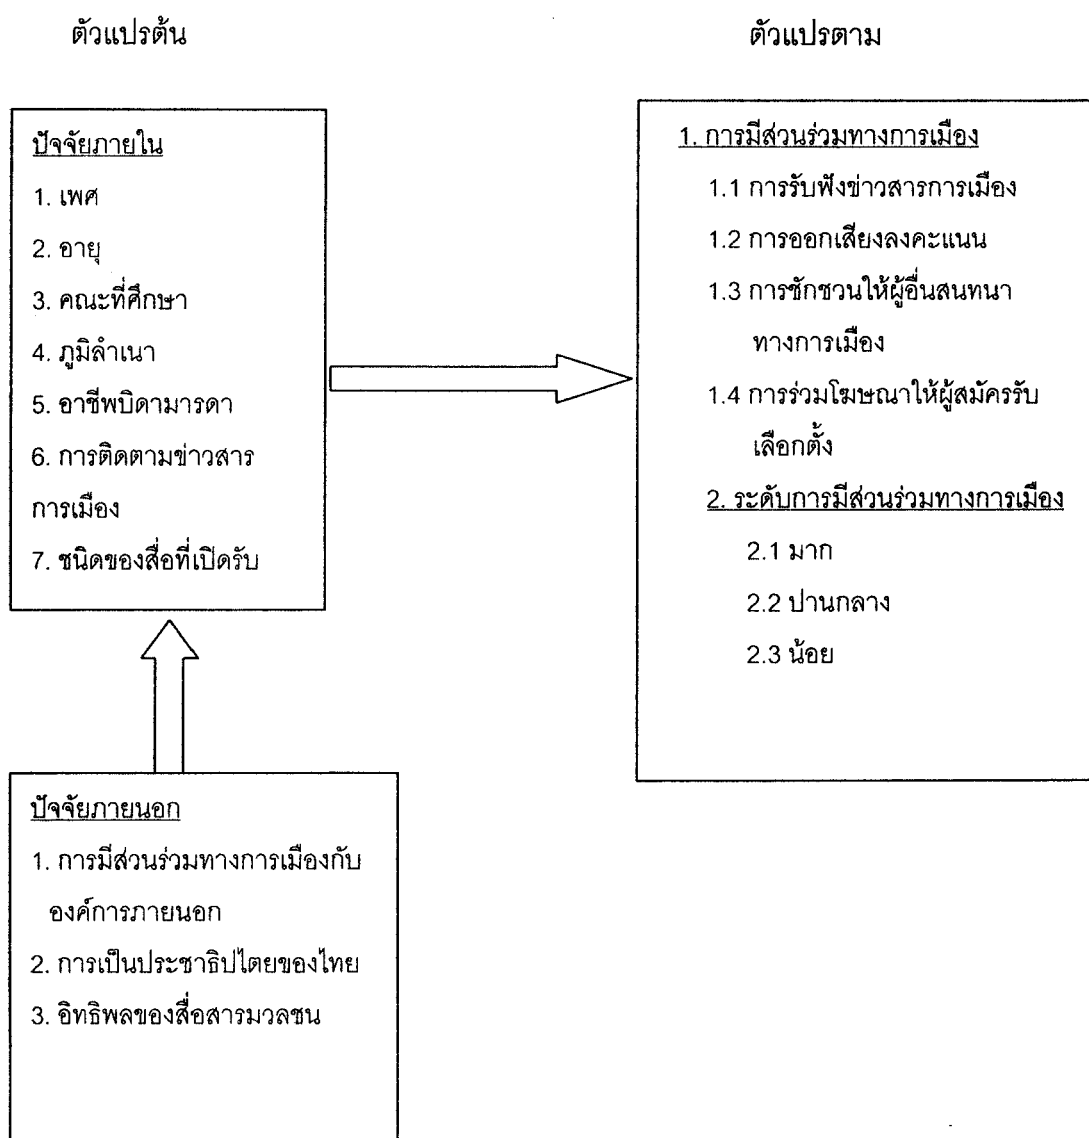 ตัวแปรต้น
ตัวแปรตาม
ปัจจัยภายใน
1. เพศ
2. อายุ
3. คณะที่ศึกษา
4. ภูมิลำเนา
5. อาชีพบิดามารดา
6. การติดตามข่าวสาร
การเมือง
7. ชนิดของสื่อที่เปิดรับ
1. การมีส่วนร่วมทางการเมือง
1.1 การรับฟังข่าวสารการเมือง
1.2 การออกเสียงลงคะแนน
1.3 การชักชวนให้ผู้อื่นสนทนา
ทางการเมือง
1.4 การร่วมโฆษณาให้ผู้สมัครรับ
เลือกตั้ง
2. ระดับการมีส่วนร่วมทางการเมือง
2.1 มาก
2.2 ปานกลาง
2.3 น้อย
ปัจจัยภายนอก
1. การมีส่วนร่วมทางการเมืองกับ
องค์การภายนอก
2. การเป็นประชาธิปไตยของไทย
3. อิทธิพลของสื่อสารมวลชน